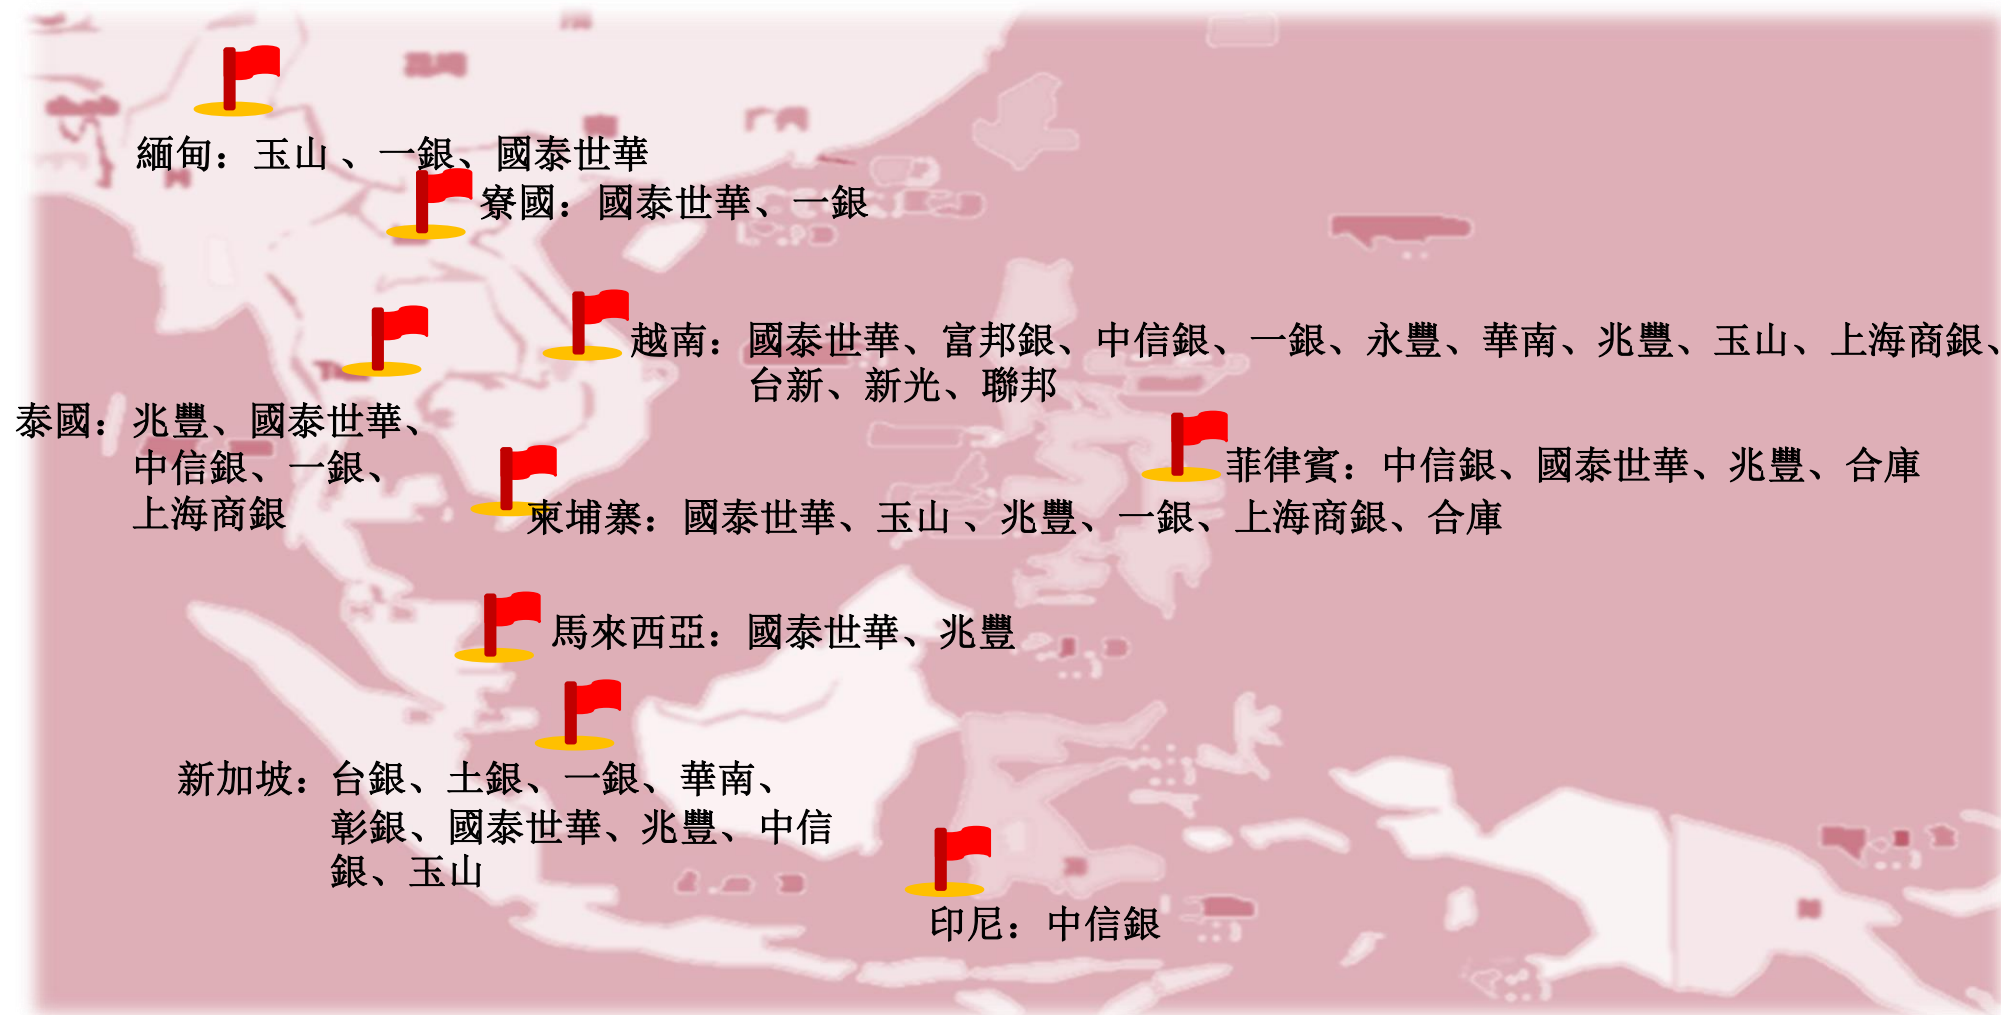 緬甸：玉山、一銀、國泰世華
寮國：國泰世華、一銀
越南：國泰世華、富邦銀、中信銀、一銀、永豐、華南、兆豐、玉山、上海商銀、
台新、新光、聯邦
泰國：兆豐、國泰世華、
中信銀、一銀、
上海商銀
菲律賓：中信銀、國泰世華、兆豐、合庫
柬埔寨：國泰世華、玉山、兆豐、一銀、上海商銀、合庫
馬來西亞：國泰世華、兆豐
新加坡：台銀、土銀、一銀、華南、
彰銀、國泰世華、兆豐、中信
銀、玉山
印尼：中信銀